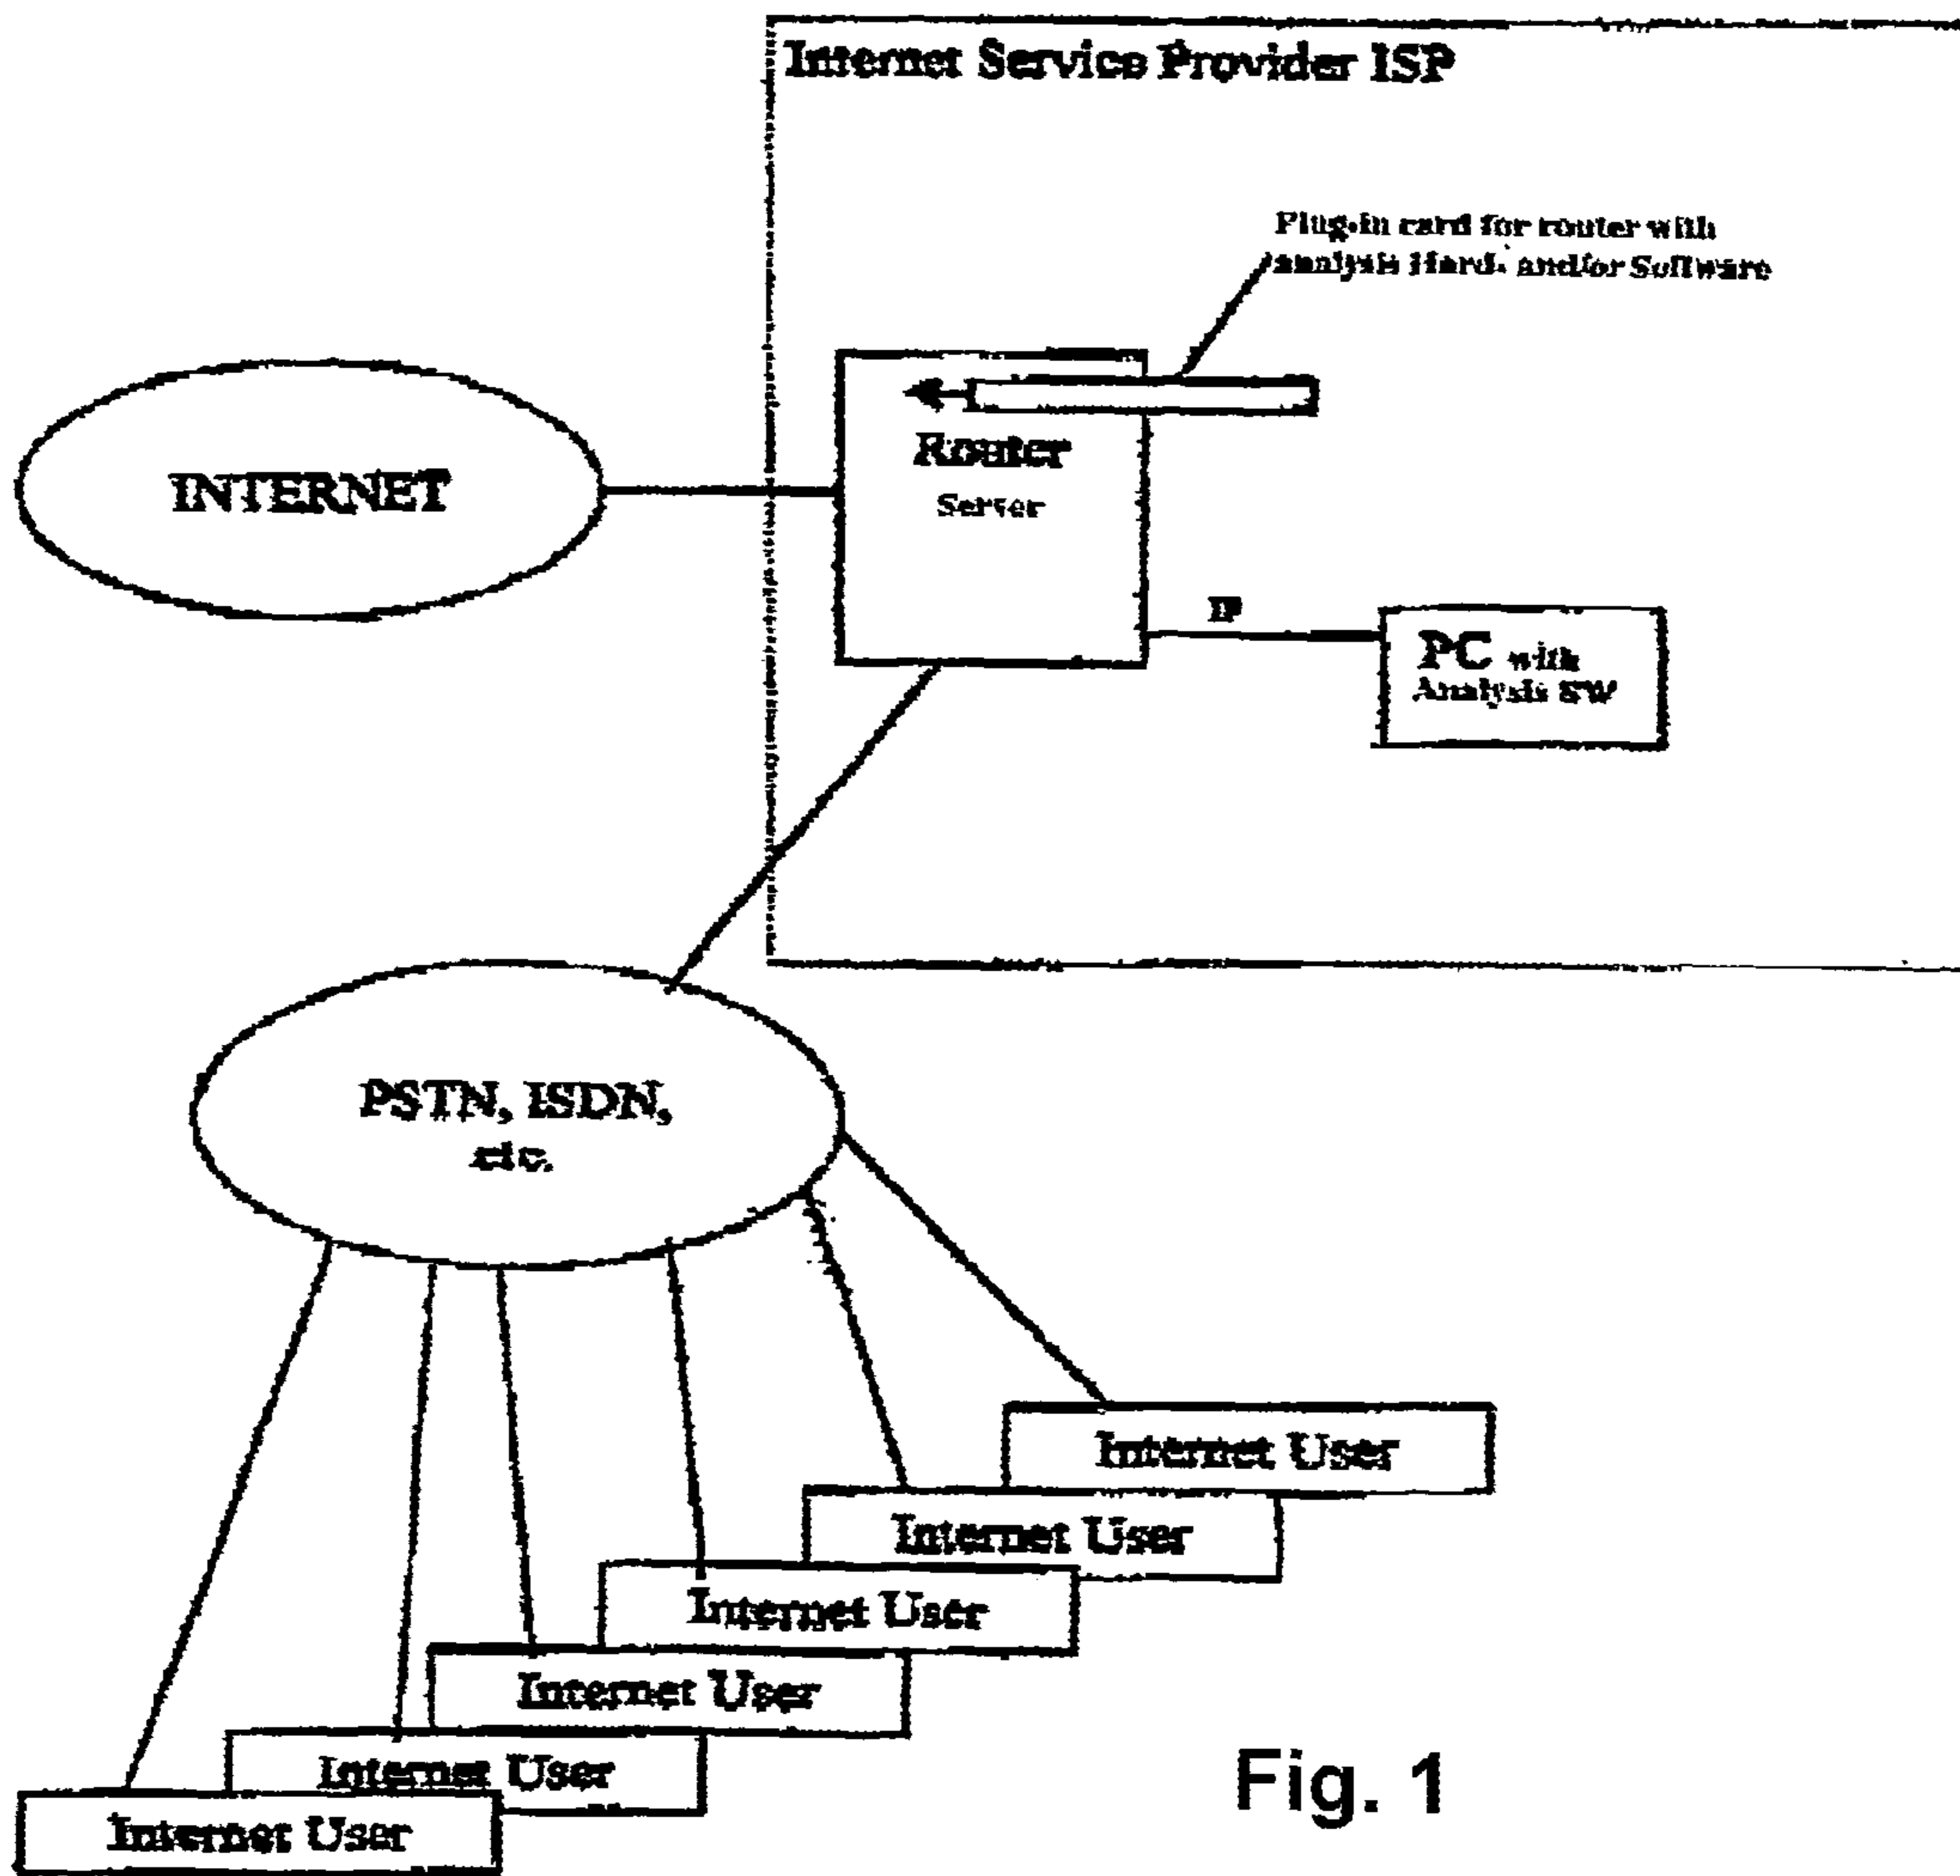 Internet Service Provider ISP
Plug-in card for router with
analysis Hard- and/or Software
INTERNET
Router
Server
IP
PC with
Analysis SW
PSTN, ISDN,
etc.
Internet User
Internet User
Internet User
Internet User
Internet User
Internet User
Fig. 1